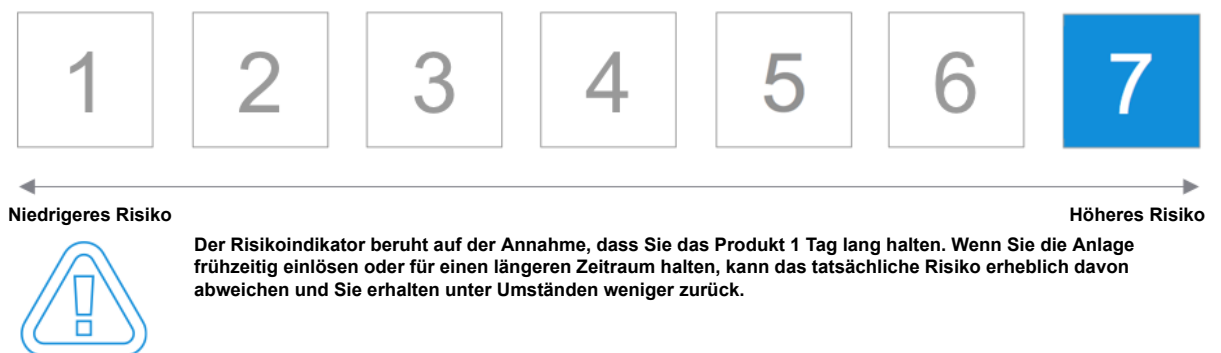 1 2 3 4 5 6 7
Niedrigeres Risiko Höheres Risiko
Der Risikoindikator beruht auf der Annahme, dass Sie das Produkt 1 Tag lang halten. Wenn Sie die Anlage
frühzeitig einlösen oder für einen längeren Zeitraum halten, kann das tatsächliche Risiko erheblich davon
abweichen und Sie erhalten unter Umständen weniger zurück.